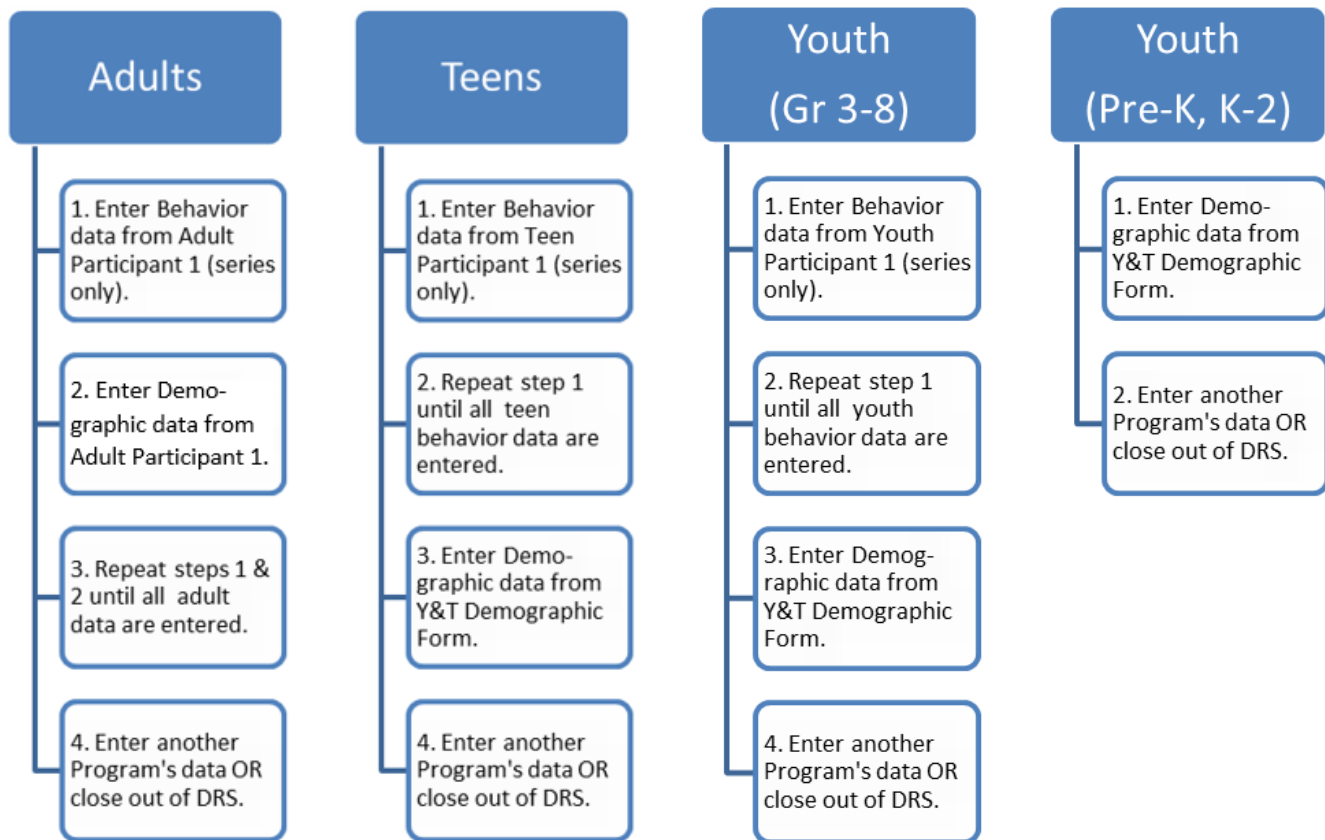 Adults
1. Enter Behavior
data from Adult
Participant 1 (series
only).
2. Enter Demo-
graphic data from
Adult Participant 1.
3. Repeat steps 1 &
2 until all adult
data are entered.
4. Enter another
Program's data OR
close out of DRS.
Teens
1. Enter Behavior
data from Teen
Participant 1 (series
only).
2. Repeat step 1
until all teen
behavior data are
entered.
3. Enter Demo-
graphic data from
Y&T Demographic
Form.
4. Enter another
Program's data OR
close out of DRS.
Youth
(Gr 3-8)
1. Enter Behavior
data from Youth
Participant 1 (series
only).
2. Repeat step 1
until all youth
behavior data are
entered.
3. Enter Demog-
raphic data from
Y&T Demographic
Form.
4. Enter another
Program's data OR
close out of DRS.
Youth
(Pre-K, K-2)
1. Enter Demo-
graphic data from
Y&T Demographic
Form.
2. Enter another
Program's data OR
close out of DRS.